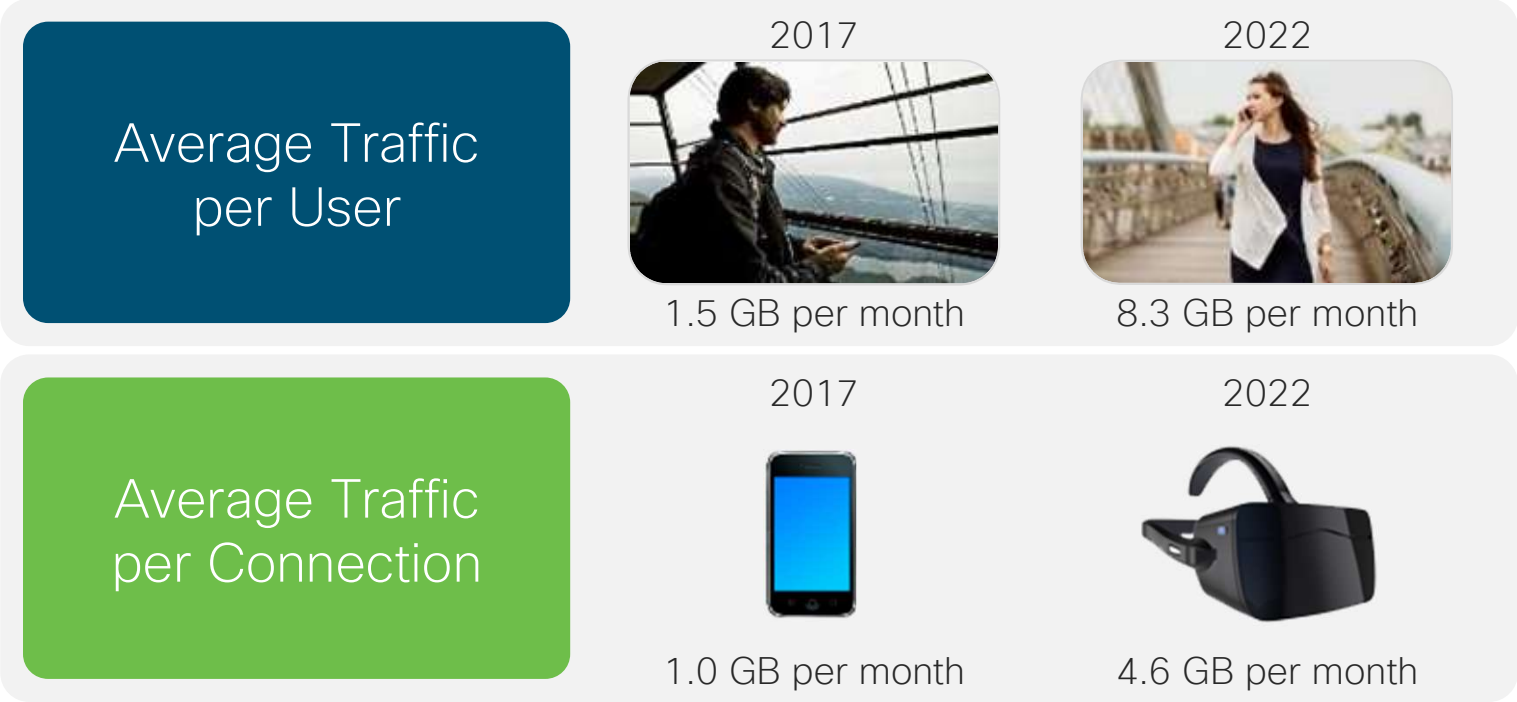 Average Traffic
per User
2017
2022
1.5 GB per month
8.3 GB per month
Average Traffic
per Connection
2017
2022
1.0 GB per month
4.6 GB per month